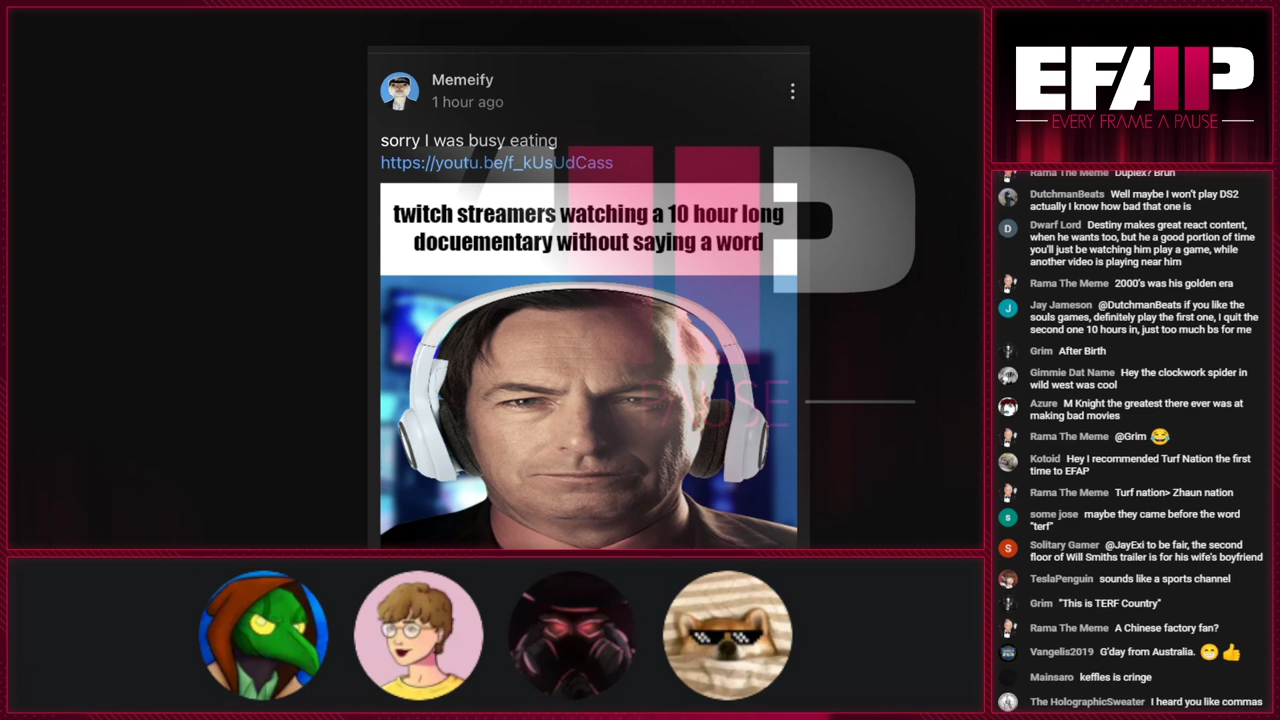 Memeify
1 hour ago
sorry I was busy eating
https://youtu.be/f_kUsUdCass
twitch streamers watching a 10 hour long
docuementary without saying a word
P
PAUSE
EFAP
EVERY FRAME A PAUSE
Rama The Meme Duplex? Bruh
DutchmanBeats Well maybe I won't play DS2
actually I know how bad that one is
D
Dwarf Lord Destiny makes great react content,
when he wants too, but he a good portion of time
you'll just be watching him play a game, while
another video is playing near him
Rama The Meme 2000's was his golden era
J
Jay Jameson @DutchmanBeats if you like the
souls games, definitely play the first one, I quit the
second one 10 hours in, just too much bs for me
Grim After Birth
Gimmie Dat Name Hey the clockwork spider in
wild west was cool
Azure M Knight the greatest there ever was at
making bad movies
Rama The Meme @Grim 😂
Kotoid Hey I recommended Turf Nation the first
time to EFAP
Rama The Meme Turf nation> Zhaun nation
s
some jose maybe they came before the word
"terf"
S
Solitary Gamer @JayExi to be fair, the second
floor of Will Smiths trailer is for his wife's boyfriend
TeslaPenguin sounds like a sports channel
Grim "This is TERF Country"
Rama The Meme A Chinese factory fan?
Vangelis2019 G'day from Australia. 😁👍
Mainsaro keffles is cringe
The HolographicSweater I heard you like commas